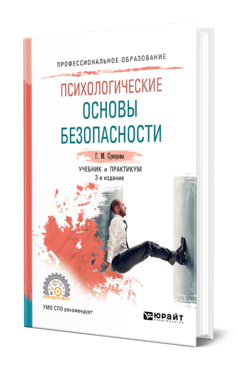 ПРОФЕССИОНАЛЬНОЕ ОБРАЗОВАНИЕ
ПСИХОЛОГИЧЕСКИЕ
ОСНОВЫ
БЕЗОПАСНОСТИ
Г. М. Суворова
УЧЕБНИК и ПРАКТИКУМ
2-е издание
УМО СПО рекомендует
ЮРАЙТ